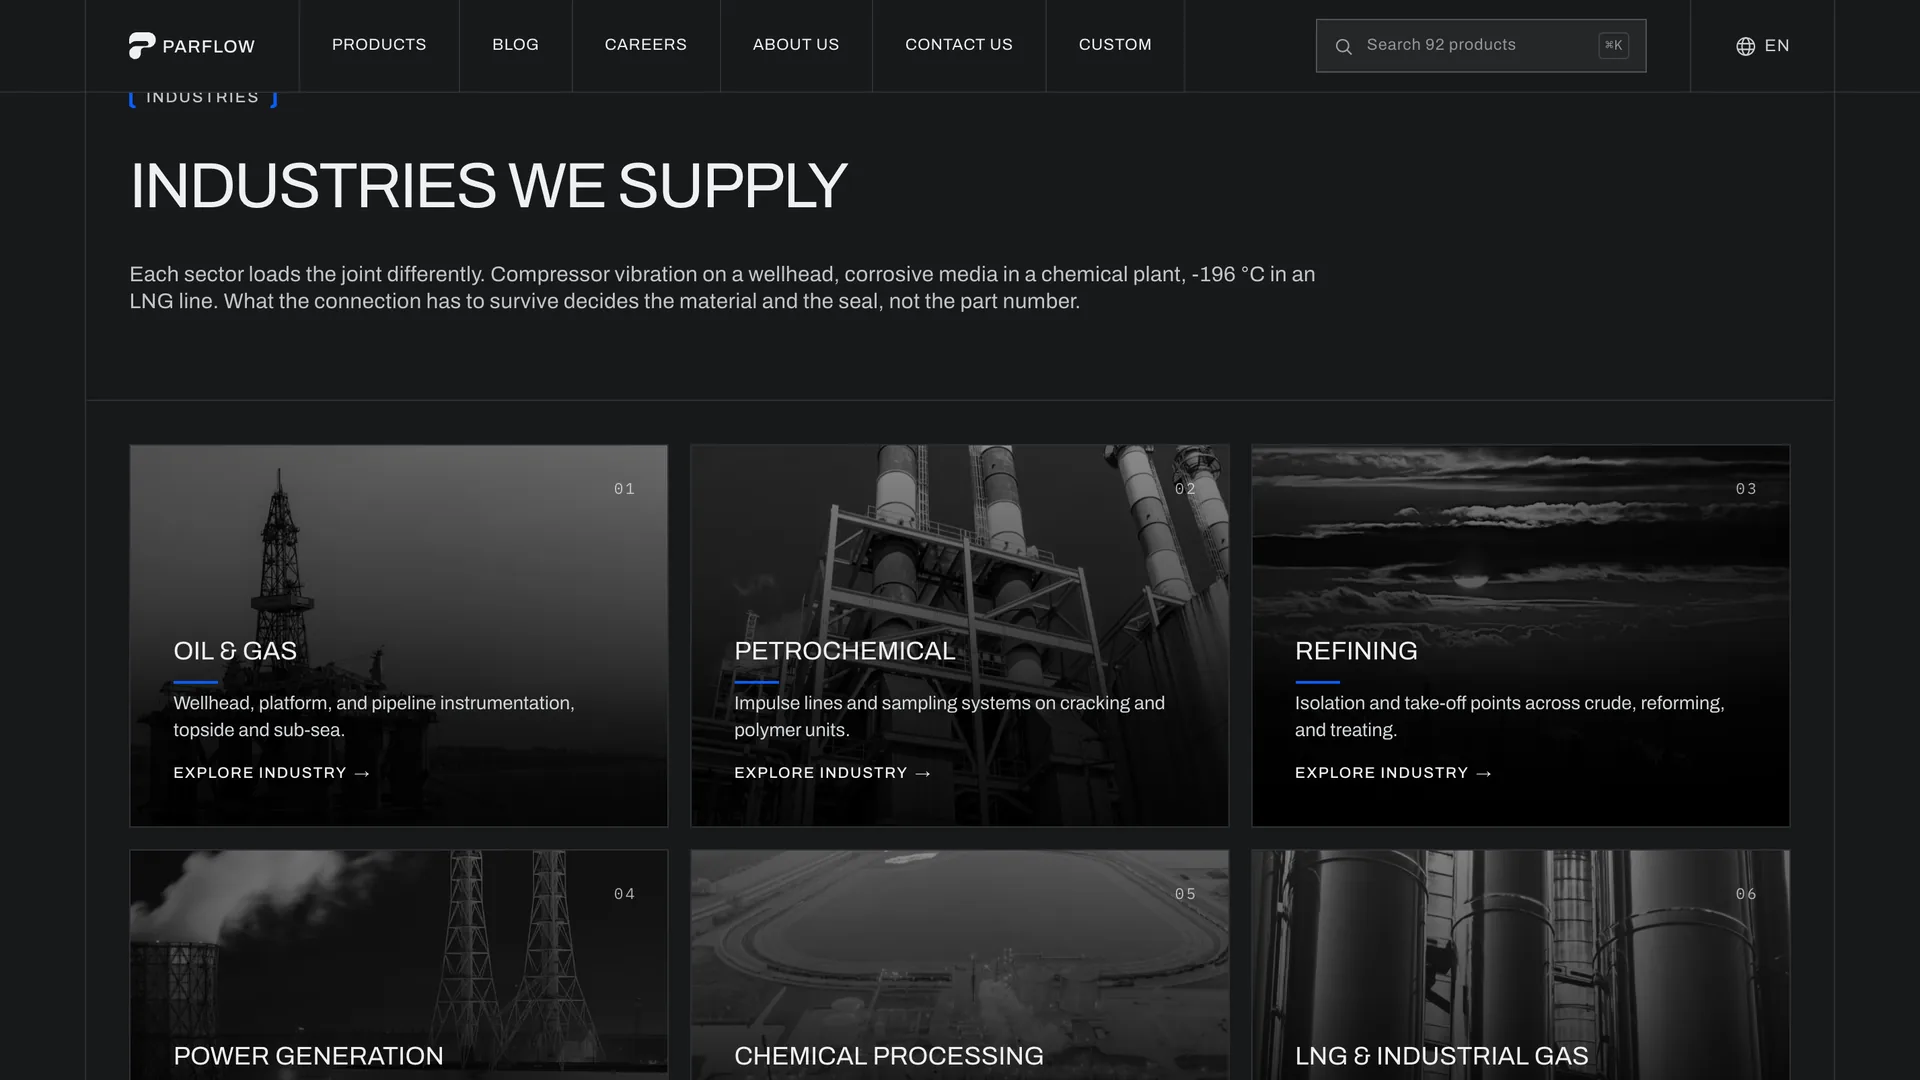 PARFLOW
PRODUCTS
BLOG
CAREERS
ABOUT US
CONTACT US
CUSTOM
Search 92 products
⌘K
EN
INDUSTRIES
INDUSTRIES WE SUPPLY
Each sector loads the joint differently. Compressor vibration on a wellhead, corrosive media in a chemical plant, -196 °C in an
LNG line. What the connection has to survive decides the material and the seal, not the part number.
01
OIL & GAS
Wellhead, platform, and pipeline instrumentation,
topside and sub-sea.
EXPLORE INDUSTRY →
02
PETROCHEMICAL
Impulse lines and sampling systems on cracking and
polymer units.
EXPLORE INDUSTRY →
03
REFINING
Isolation and take-off points across crude, reforming,
and treating.
EXPLORE INDUSTRY →
04
POWER GENERATION
05
CHEMICAL PROCESSING
06
LNG & INDUSTRIAL GAS